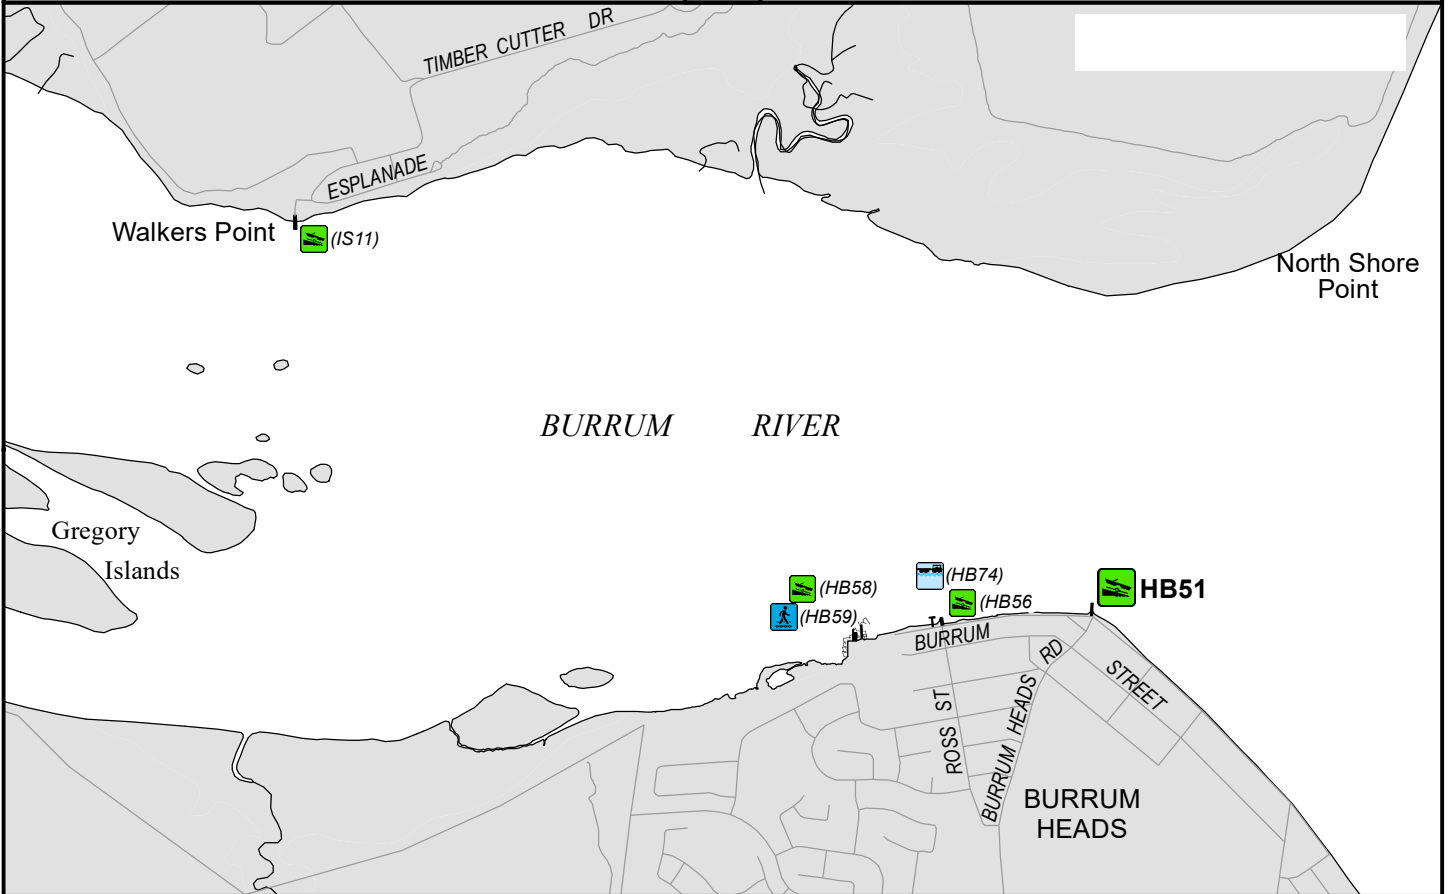 TIMBER CUTTER DR
ESPLANADE
Walkers Point
(IS11)
North Shore
Point
BURRUM RIVER
Gregory
Islands
(HB74)
(HB58)
HB51
(HB56
(HB59)
BURRUM
RD
STREET
ROSS ST
BURRUM HEADS
BURRUM
HEADS